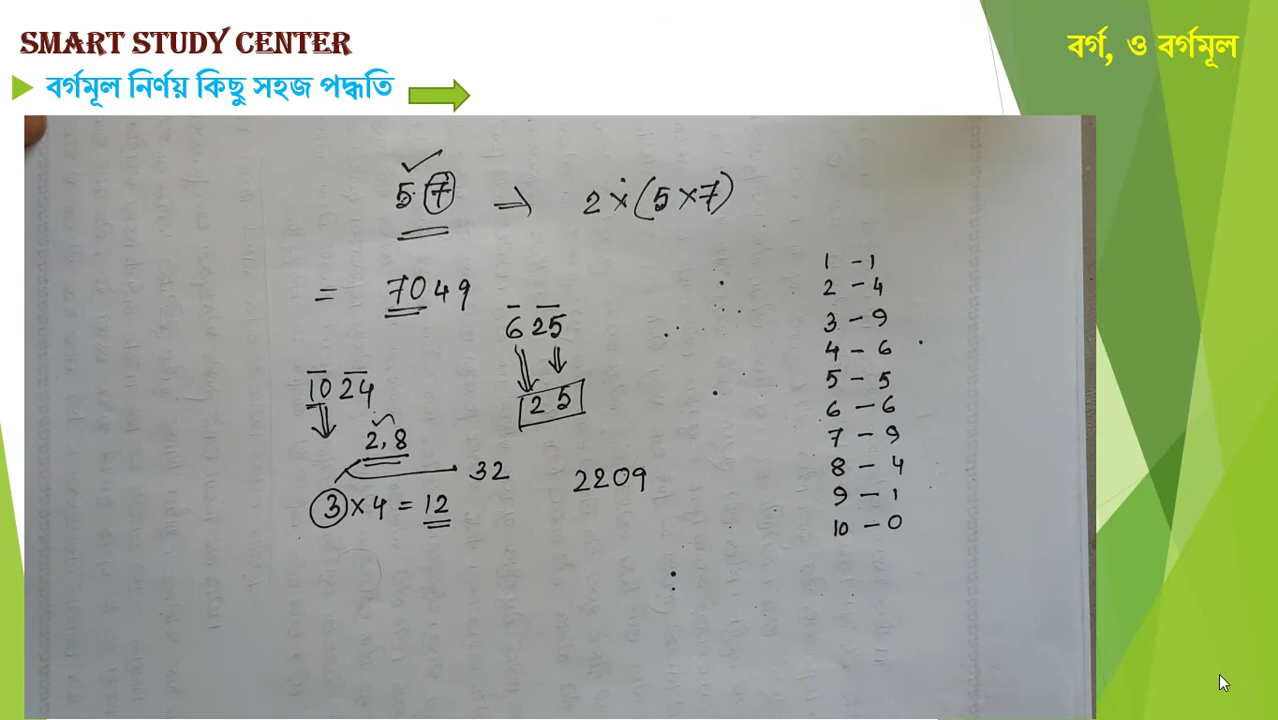 SMART STUDY CENTER
বর্গ, ও বর্গমূল
বর্গমূল নির্ণয় কিছু সহজ পদ্ধতি
57 ⇒ 2 × (5 × 7)
= 7049
625
25
1024
2,8
32
3 × 4 = 12
2209
1 - 1
2 - 4
3 - 9
4 - 6
5 - 5
6 - 6
7 - 9
8 - 4
9 - 1
10 - 0